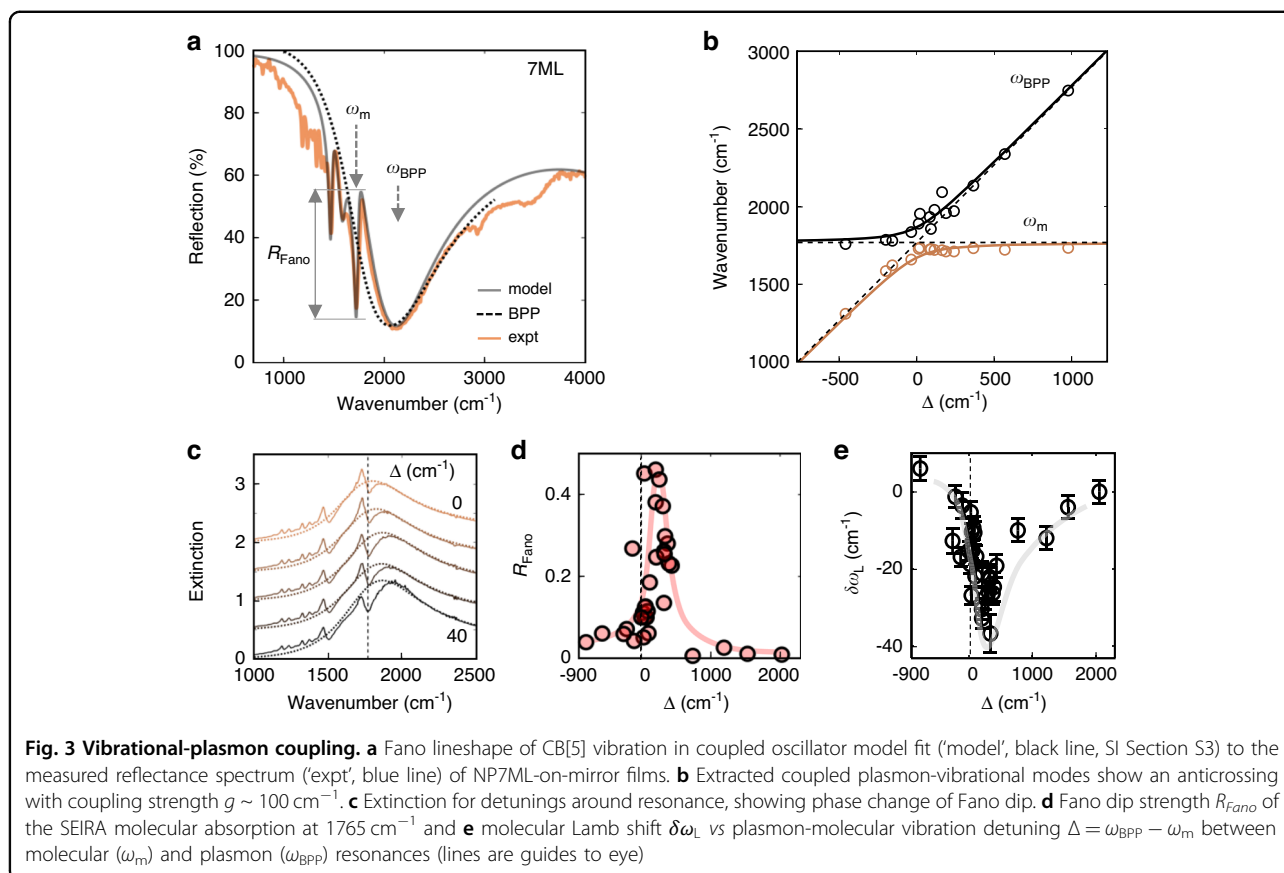 a
100
80
60
40
20
0
Reflection (%)
7ML
ωm
ωBPP
RFano
model
BPP
expt
1000
2000
3000
4000
Wavenumber (cm-1)
b
3000
2500
2000
1500
1000
Wavenumber (cm-1)
ωBPP
ωm
-500
0
500
1000
Δ (cm-1)
c
3
2
1
0
Extinction
Δ (cm-1)
0
40
1000
1500
2000
2500
Wavenumber (cm-1)
d
0.4
0.2
0
RFano
-900
0
1000
2000
Δ (cm-1)
e
0
-20
-40
δωL (cm-1)
-900
0
1000
2000
Δ (cm-1)
Fig. 3 Vibrational-plasmon coupling. a Fano lineshape of CB[5] vibration in coupled oscillator model fit (‘model’, black line, SI Section S3) to the
measured reflectance spectrum (‘expt’, blue line) of NP7ML-on-mirror films. b Extracted coupled plasmon-vibrational modes show an anticrossing
with coupling strength g ~ 100 cm−1. c Extinction for detunings around resonance, showing phase change of Fano dip. d Fano dip strength RFano of
the SEIRA molecular absorption at 1765 cm−1 and e molecular Lamb shift δωL vs plasmon-molecular vibration detuning Δ = ωBPP − ωm between
molecular (ωm) and plasmon (ωBPP) resonances (lines are guides to eye)